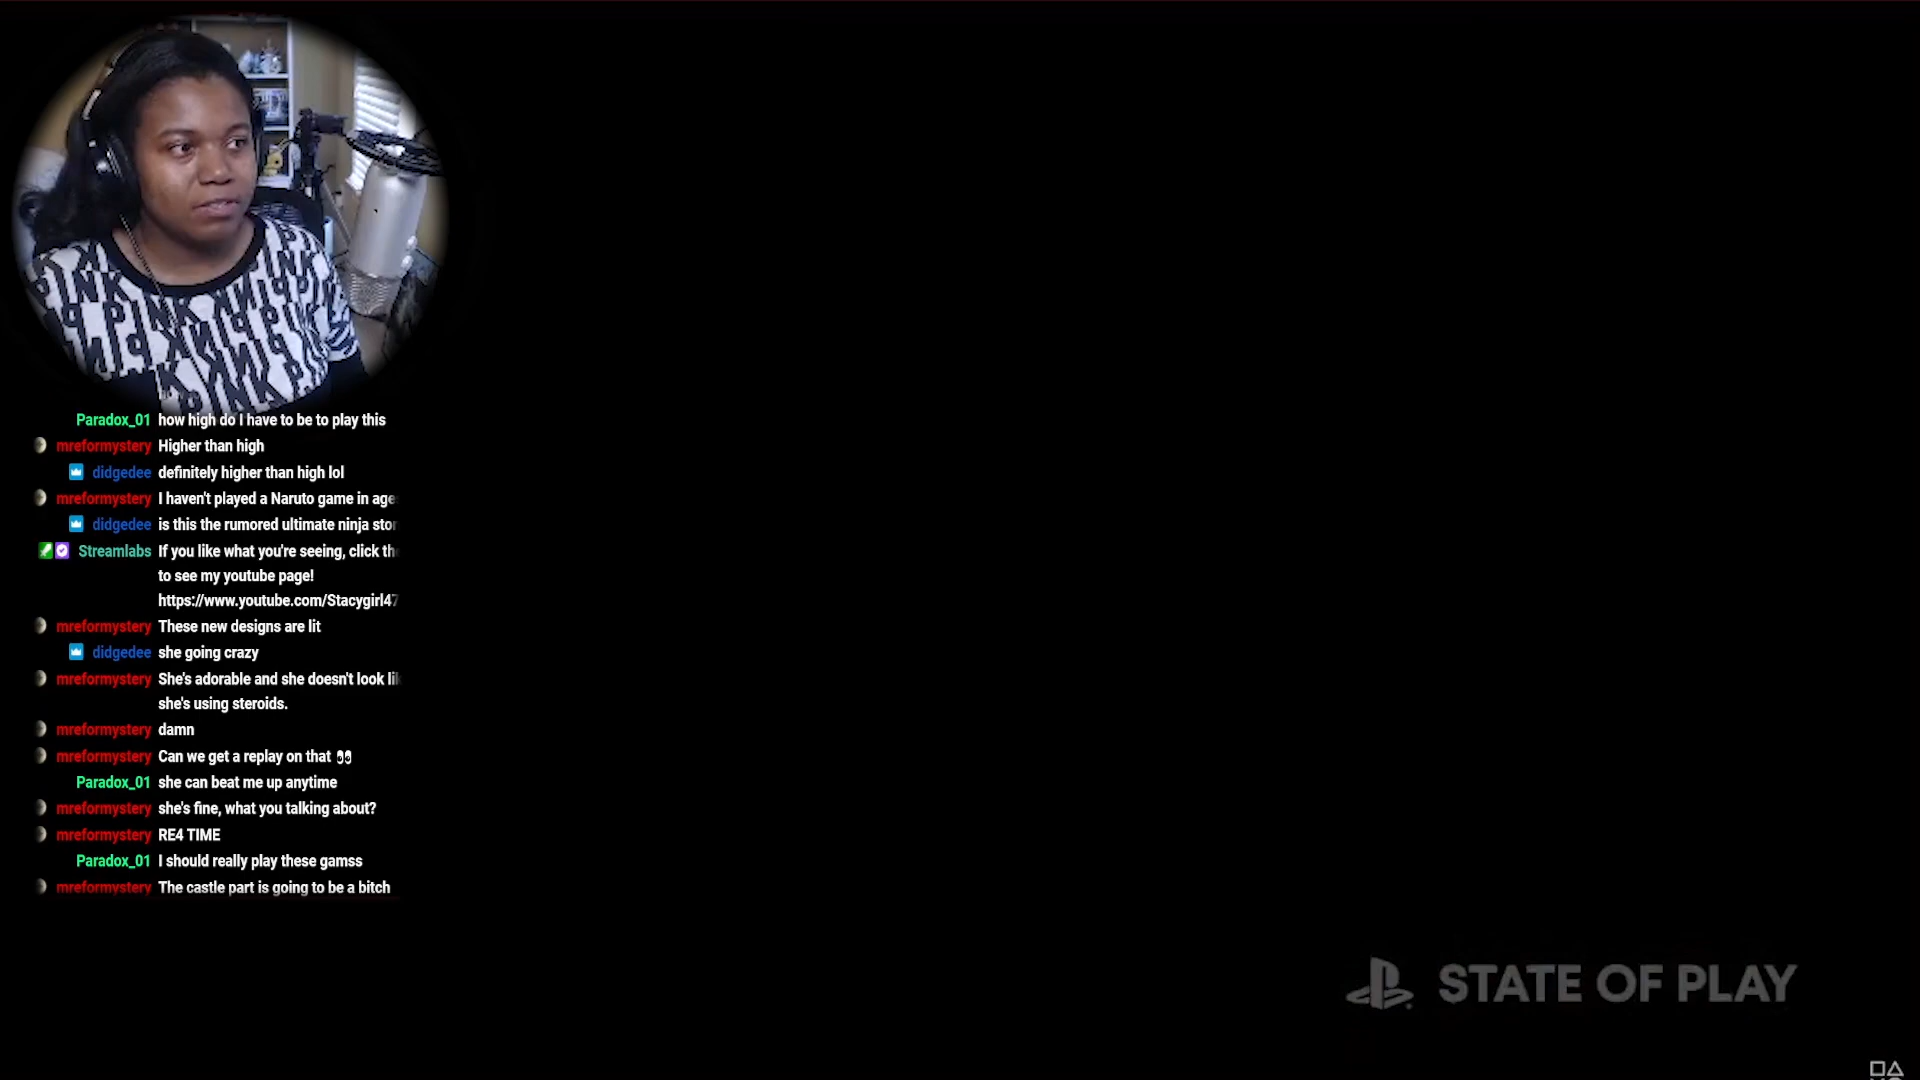 Paradox_01 how high do I have to be to play this
mreformystery Higher than high
didgedee definitely higher than high lol
mreformystery I haven't played a Naruto game in age
didgedee is this the rumored ultimate ninja stor
Streamlabs If you like what you're seeing, click the
to see my youtube page!
https://www.youtube.com/Stacygirl47
mreformystery These new designs are lit
didgedee she going crazy
mreformystery She's adorable and she doesn't look li
she's using steroids.
mreformystery damn
mreformystery Can we get a replay on that 👀
Paradox_01 she can beat me up anytime
mreformystery she's fine, what you talking about?
mreformystery RE4 TIME
Paradox_01 I should really play these gamss
mreformystery The castle part is going to be a bitch
STATE OF PLAY
PINK